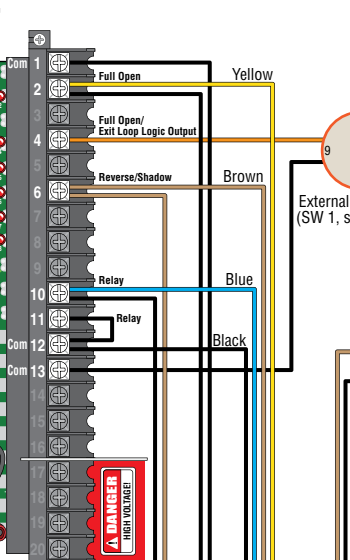 Com 1
Full Open
Yellow
2
3
Full Open/
Exit Loop Logic Output
4
9
5
Reverse/Shadow
Brown
6
External
(SW 1, s
7
8
9
Relay
Blue
10
11
Relay
Com 12
Black
Com 13
14
15
16
17
18
19
20
DANGER
HIGH VOLTAGE!